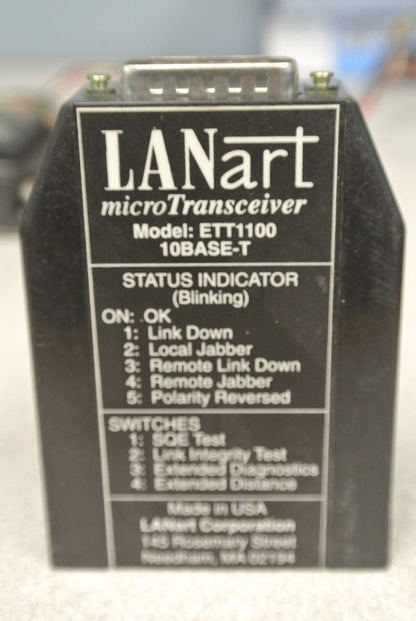 LANart
microTransceiver
Model: ETT1100
10BASE-T
STATUS INDICATOR
(Blinking)
ON: OK
1: Link Down
2: Local Jabber
3: Remote Link Down
4: Remote Jabber
5: Polarity Reversed
SWITCHES
1: SQE Test
2: Link Integrity Test
3: Extended Diagnostics
4: Extended Distance
Made in USA
LANart Corporation
145 Rosemary Street
Needham, MA 02194